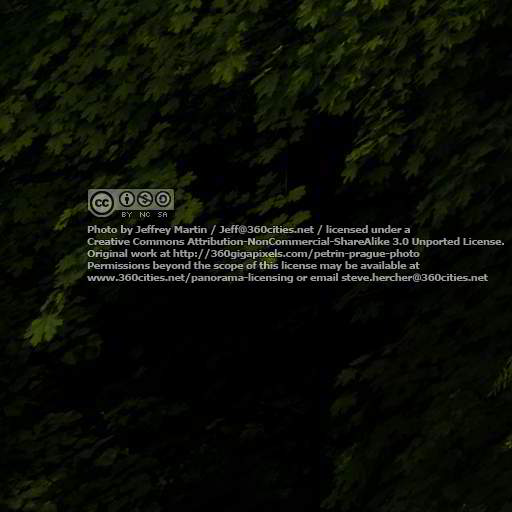 cc
BY NC SA
Photo by Jeffrey Martin / Jeff@360cities.net / licensed under a
Creative Commons Attribution-NonCommercial-ShareAlike 3.0 Unported License.
Original work at http://360gigapixels.com/petrin-prague-photo
Permissions beyond the scope of this license may be available at
www.360cities.net/panorama-licensing or email steve.hercher@360cities.net